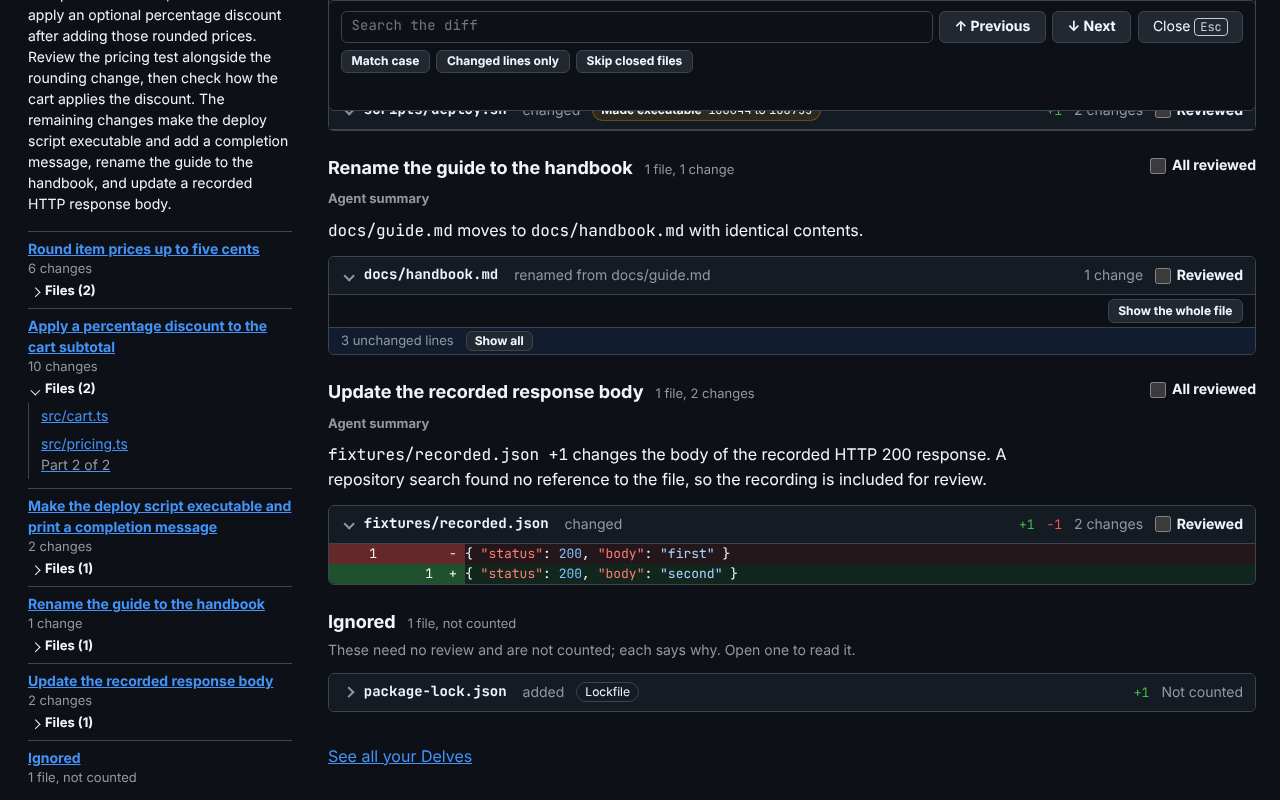 apply an optional percentage discount
after adding those rounded prices.
Review the pricing test alongside the
rounding change, then check how the
cart applies the discount. The
remaining changes make the deploy
script executable and add a completion
message, rename the guide to the
handbook, and update a recorded
HTTP response body.
Round item prices up to five cents
6 changes
Files (2)
Apply a percentage discount to the
cart subtotal
10 changes
Files (2)
src/cart.ts
src/pricing.ts
Part 2 of 2
Make the deploy script executable and
print a completion message
2 changes
Files (1)
Rename the guide to the handbook
1 change
Files (1)
Update the recorded response body
2 changes
Files (1)
Ignored
1 file, not counted
Search the diff
↑ Previous
↓ Next
Close Esc
Match case
Changed lines only
Skip closed files
scripts/deploy.sh changed Made executable 100644 to 100755 +1 2 changes Reviewed
Rename the guide to the handbook 1 file, 1 change All reviewed
Agent summary
docs/guide.md moves to docs/handbook.md with identical contents.
docs/handbook.md renamed from docs/guide.md 1 change Reviewed
Show the whole file
3 unchanged lines Show all
Update the recorded response body 1 file, 2 changes All reviewed
Agent summary
fixtures/recorded.json +1 changes the body of the recorded HTTP 200 response. A
repository search found no reference to the file, so the recording is included for review.
fixtures/recorded.json changed +1 -1 2 changes Reviewed
1 - { "status": 200, "body": "first" }
1 + { "status": 200, "body": "second" }
Ignored 1 file, not counted
These need no review and are not counted; each says why. Open one to read it.
package-lock.json added Lockfile +1 Not counted
See all your Delves